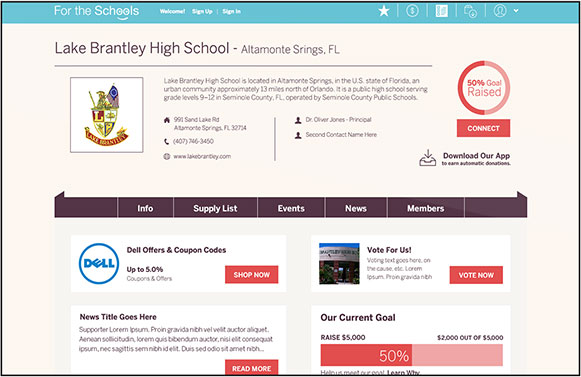 For the Schools
Welcome! Sign Up | Sign In
Lake Brantley High School - Altamonte Srings, FL
Lake Brantley High School is located in Altamonte Springs, in the U.S. state of Florida, an
urban community approximately 13 miles north of Orlando. It is a public high school serving
grade levels 9–12 in Seminole County, FL, operated by Seminole County Public Schools.
50% Goal
Raised
CONNECT
LAKE BRANTLEY
991 Sand Lake Rd
Altamonte Springs, FL 32714
(407) 746-3450
www.lakebrantley.com
Dr. Oliver Jones - Principal
Second Contact Name Here
Download Our App
to earn automatic donations.
Info Supply List Events News Members
DELL
Dell Offers & Coupon Codes
Up to 5.0%
Coupons & Offers
SHOP NOW
Vote For Us!
Voting text goes here, on
the cause, etc. Lorem
Ipsum. Proin gravida nibh
VOTE NOW
News Title Goes Here
Supporter Lorem Ipsum. Proin gravida nibh vel velit auctor aliquet.
Aenean sollicitudin, lorem quis bibendum auctor, nisi elit consequat
ipsum, nec sagittis sem nibh id elit. Duis sed odio sit amet nibh...
READ MORE
Our Current Goal
RAISE $5,000 $2,000 OUT OF $5,000
50%
Help us meet our goal. Learn Why